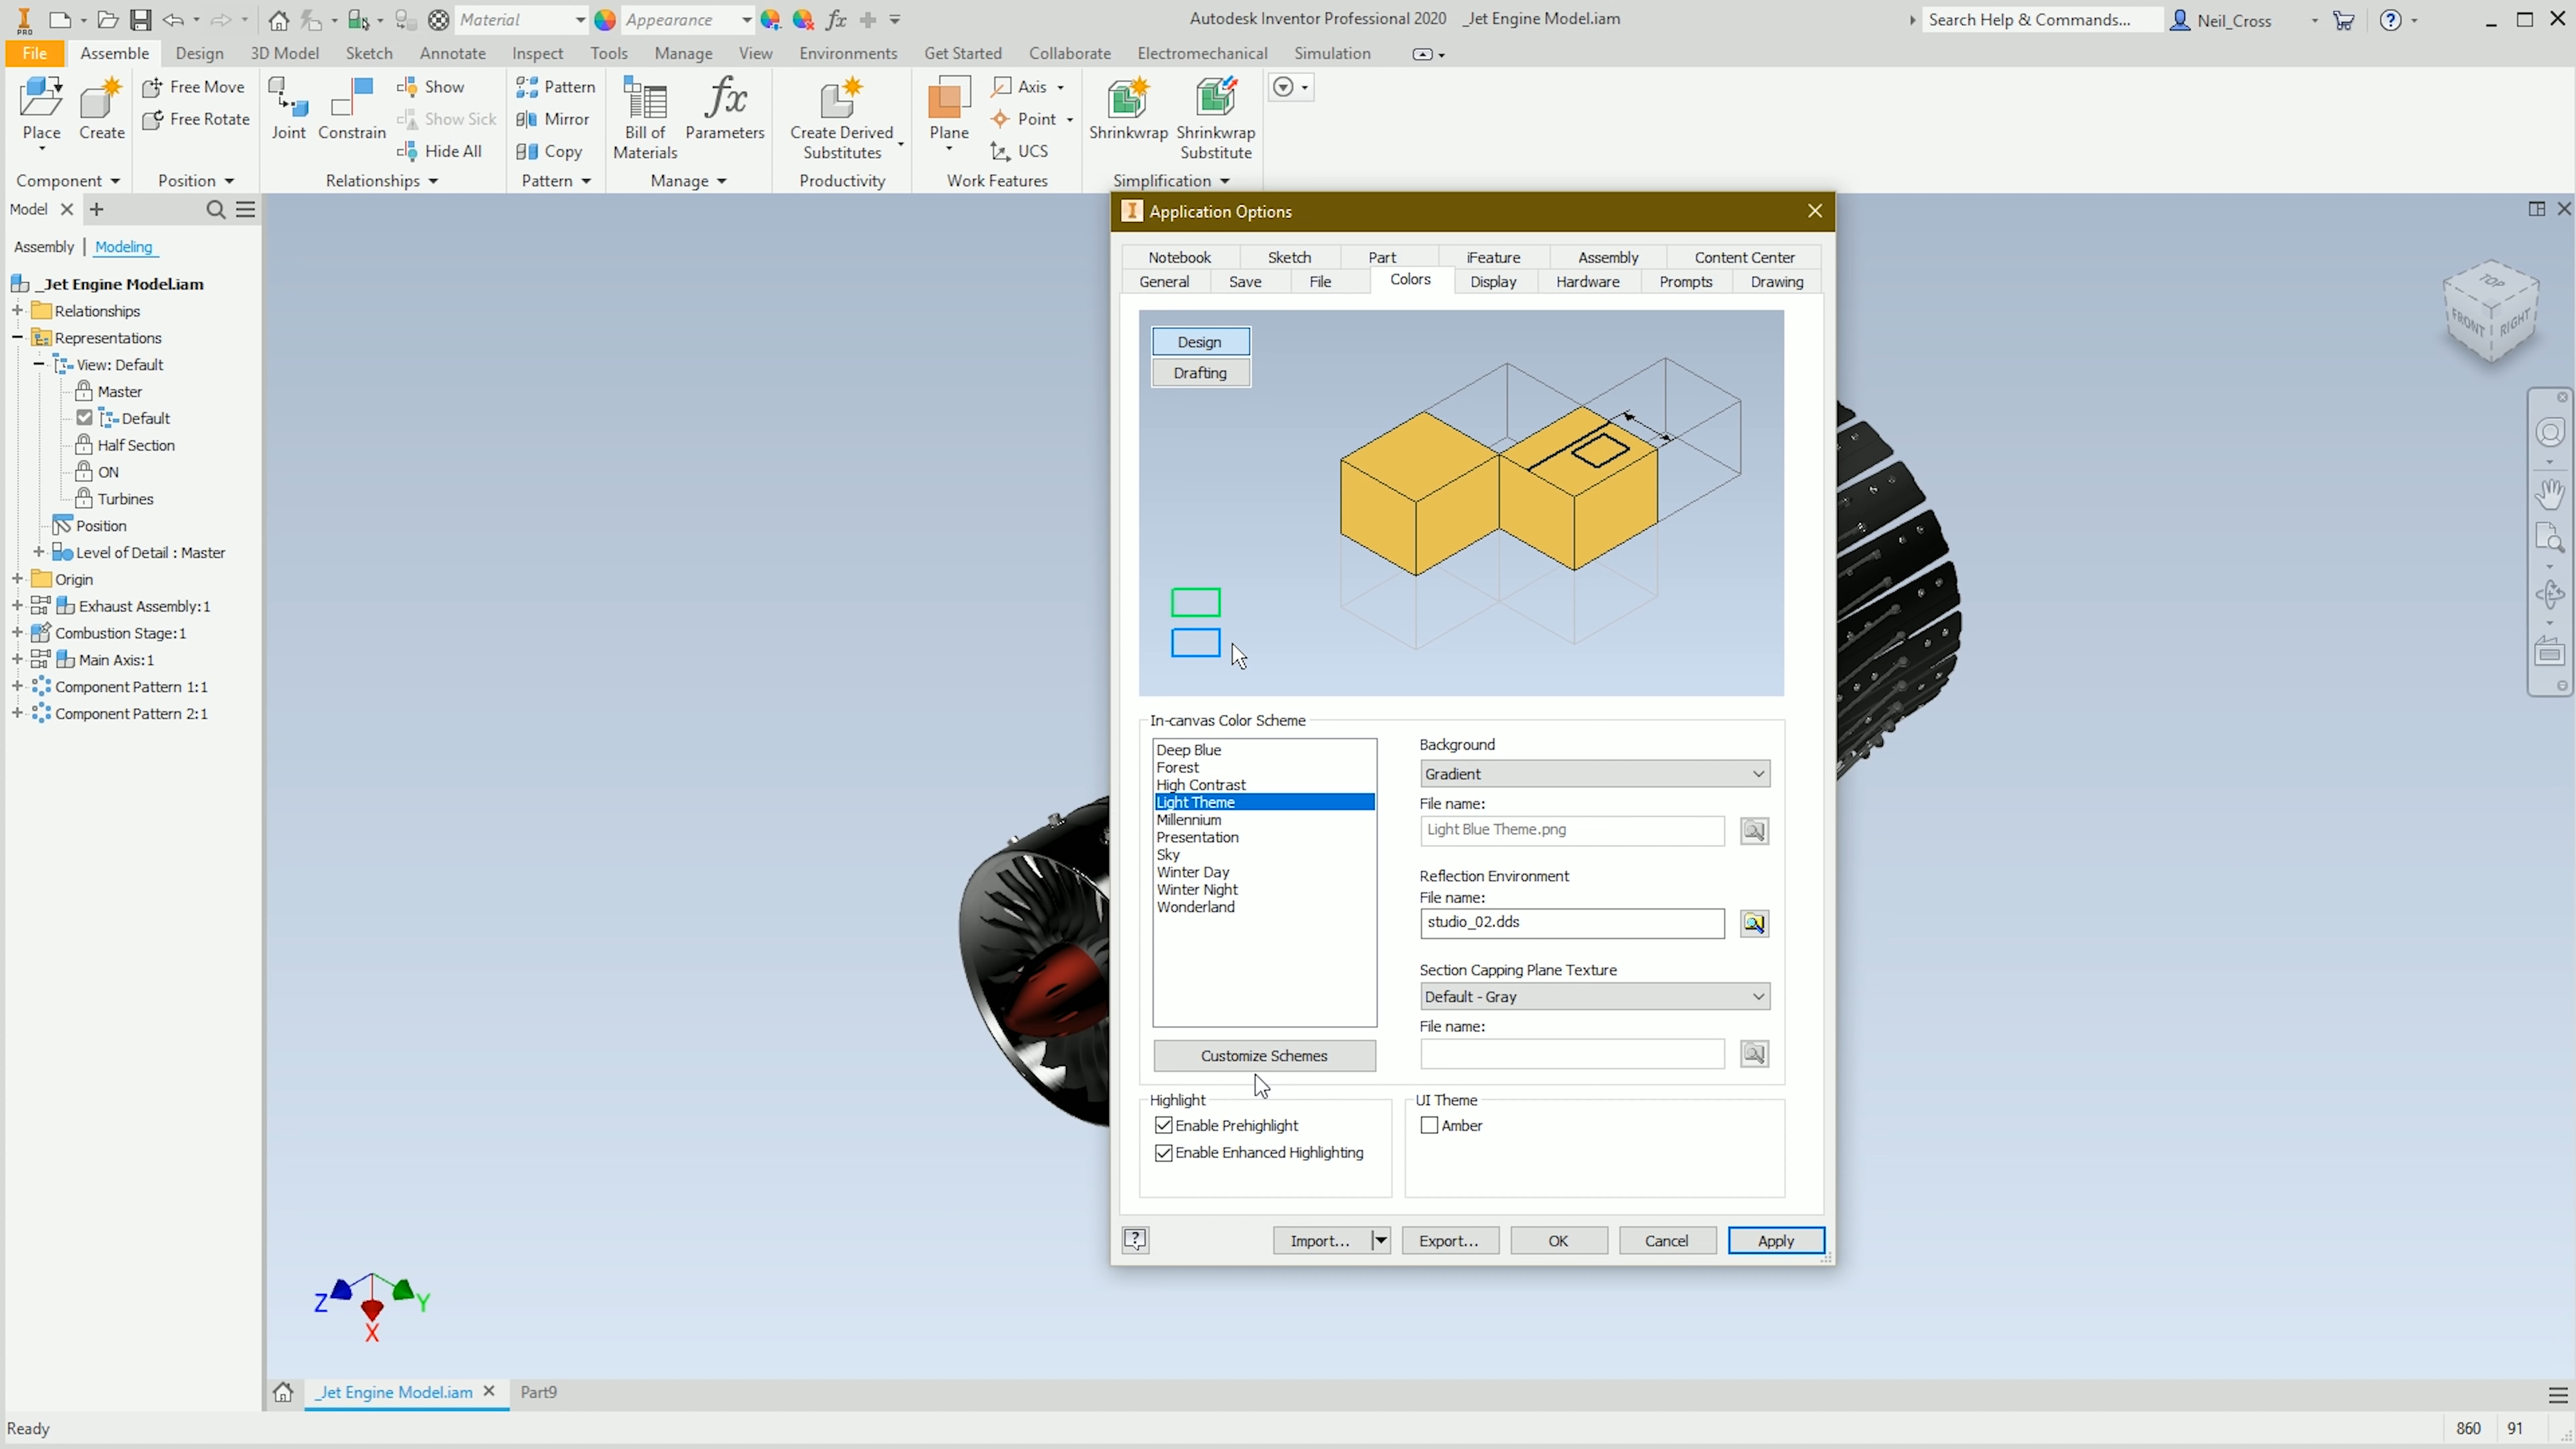 PRO
Material
Appearance
fx
Autodesk Inventor Professional 2020 _Jet Engine Model.iam
Search Help & Commands...
Neil_Cross
File Assemble Design 3D Model Sketch Annotate Inspect Tools Manage View Environments Get Started Collaborate Electromechanical Simulation
Place
Create
Free Move
Free Rotate
Joint
Constrain
Show
Show Sick
Hide All
Pattern
Mirror
Copy
Bill of
Materials
fx
Parameters
Create Derived
Substitutes
Plane
Axis
Point
UCS
Shrinkwrap
Shrinkwrap
Substitute
Component Position Relationships Pattern Manage Productivity Work Features Simplification
Model
Assembly | Modeling
_Jet Engine Model.iam
Relationships
Representations
View: Default
Master
Default
Half Section
ON
Turbines
Position
Level of Detail : Master
Origin
Exhaust Assembly:1
Combustion Stage:1
Main Axis:1
Component Pattern 1:1
Component Pattern 2:1
Application Options
Notebook Sketch Part iFeature Assembly Content Center
General Save File Colors Display Hardware Prompts Drawing
Design
Drafting
In-canvas Color Scheme
Deep Blue
Forest
High Contrast
Light Theme
Millennium
Presentation
Sky
Winter Day
Winter Night
Wonderland
Customize Schemes
Background
Gradient
File name:
Light Blue Theme.png
Reflection Environment
File name:
studio_02.dds
Section Capping Plane Texture
Default - Gray
File name:
Highlight
Enable Prehighlight
Enable Enhanced Highlighting
UI Theme
Amber
Import... Export... OK Cancel Apply
TOP
FRONT
RIGHT
Z
Y
X
_Jet Engine Model.iam
Part9
Ready
860 91